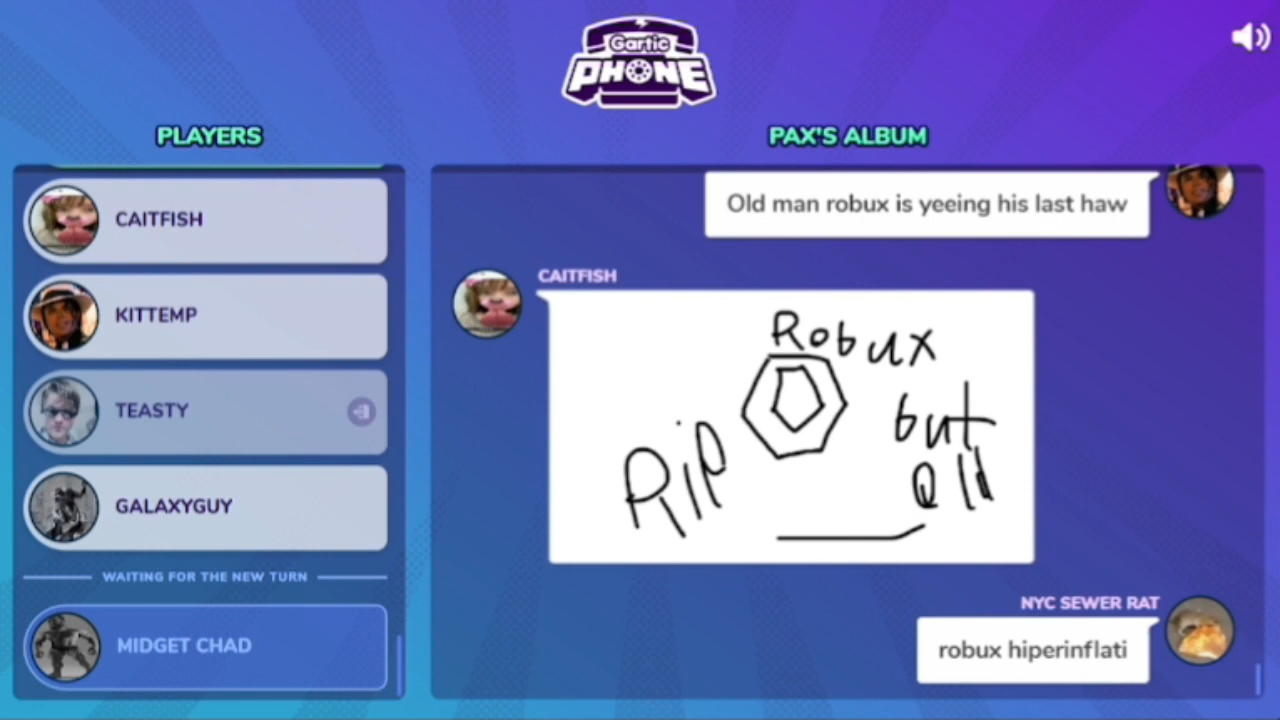 Gartic
PHONE
PLAYERS
CAITFISH
KITTEMP
TEASTY
GALAXYGUY
WAITING FOR THE NEW TURN
MIDGET CHAD
PAX'S ALBUM
Old man robux is yeeing his last haw
CAITFISH
Robux
but
old
RiP
NYC SEWER RAT
robux hiperinflati